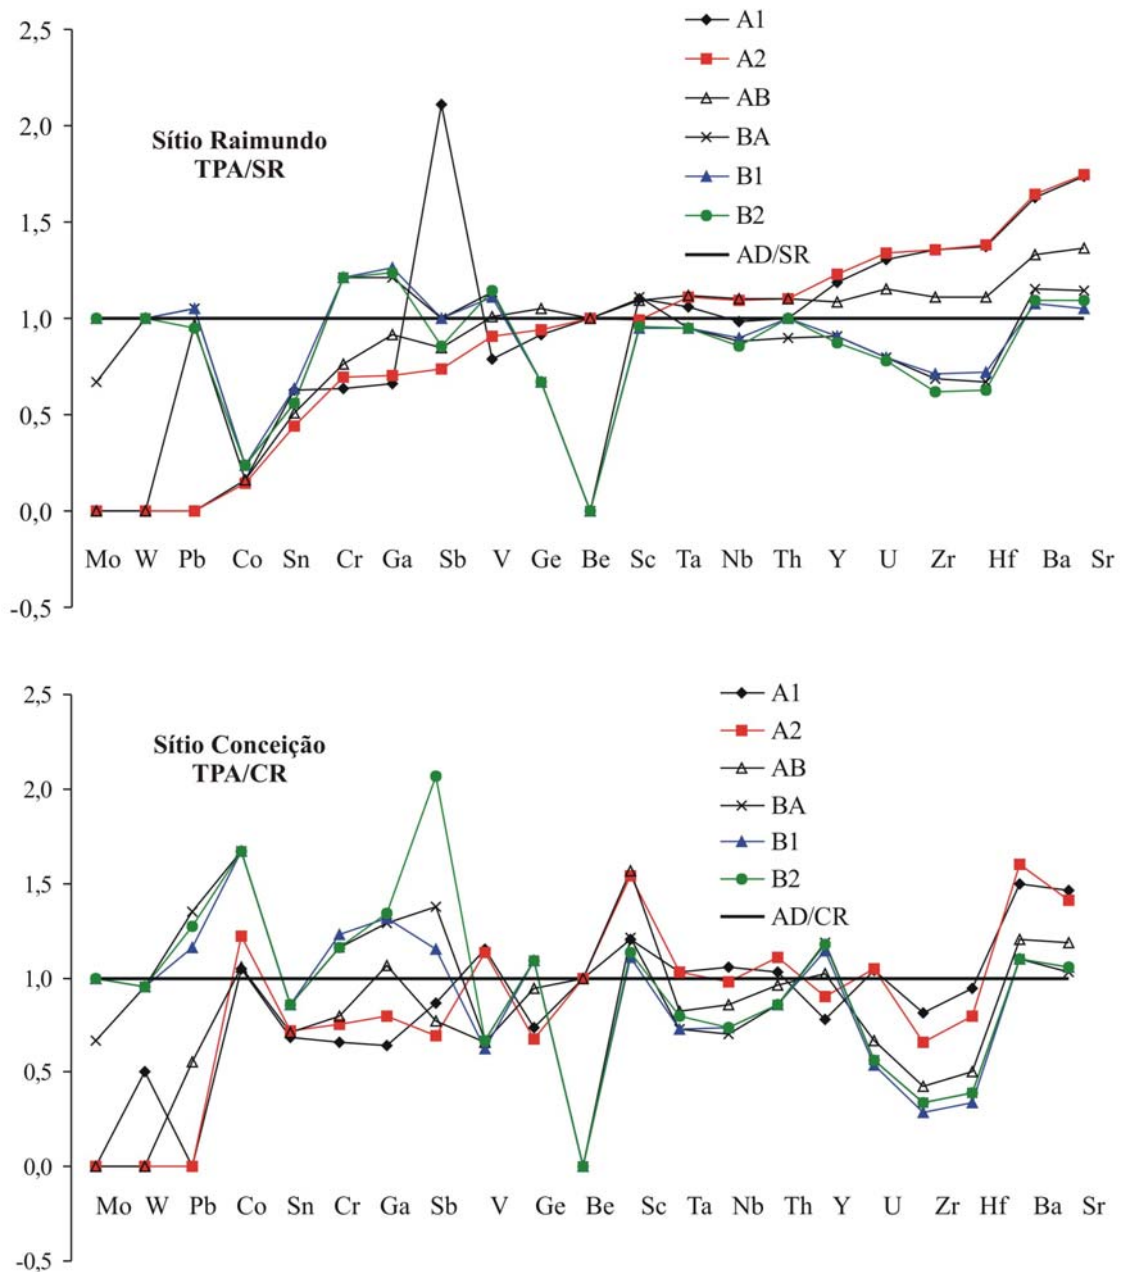 2,5
2,0
1,5
1,0
0,5
0,0
-0,5
Sítio Raimundo
TPA/SR
A1
A2
AB
BA
B1
B2
AD/SR
Mo W Pb Co Sn Cr Ga Sb V Ge Be Sc Ta Nb Th Y U Zr Hf Ba Sr
2,5
2,0
1,5
1,0
0,5
0,0
-0,5
Sítio Conceição
TPA/CR
A1
A2
AB
BA
B1
B2
AD/CR
Mo W Pb Co Sn Cr Ga Sb V Ge Be Sc Ta Nb Th Y U Zr Hf Ba Sr